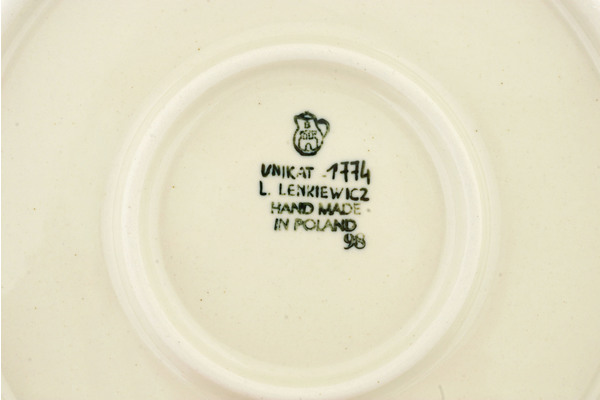 UNIKAT -1774
L. LENKIEWICZ
HAND MADE
IN POLAND
98